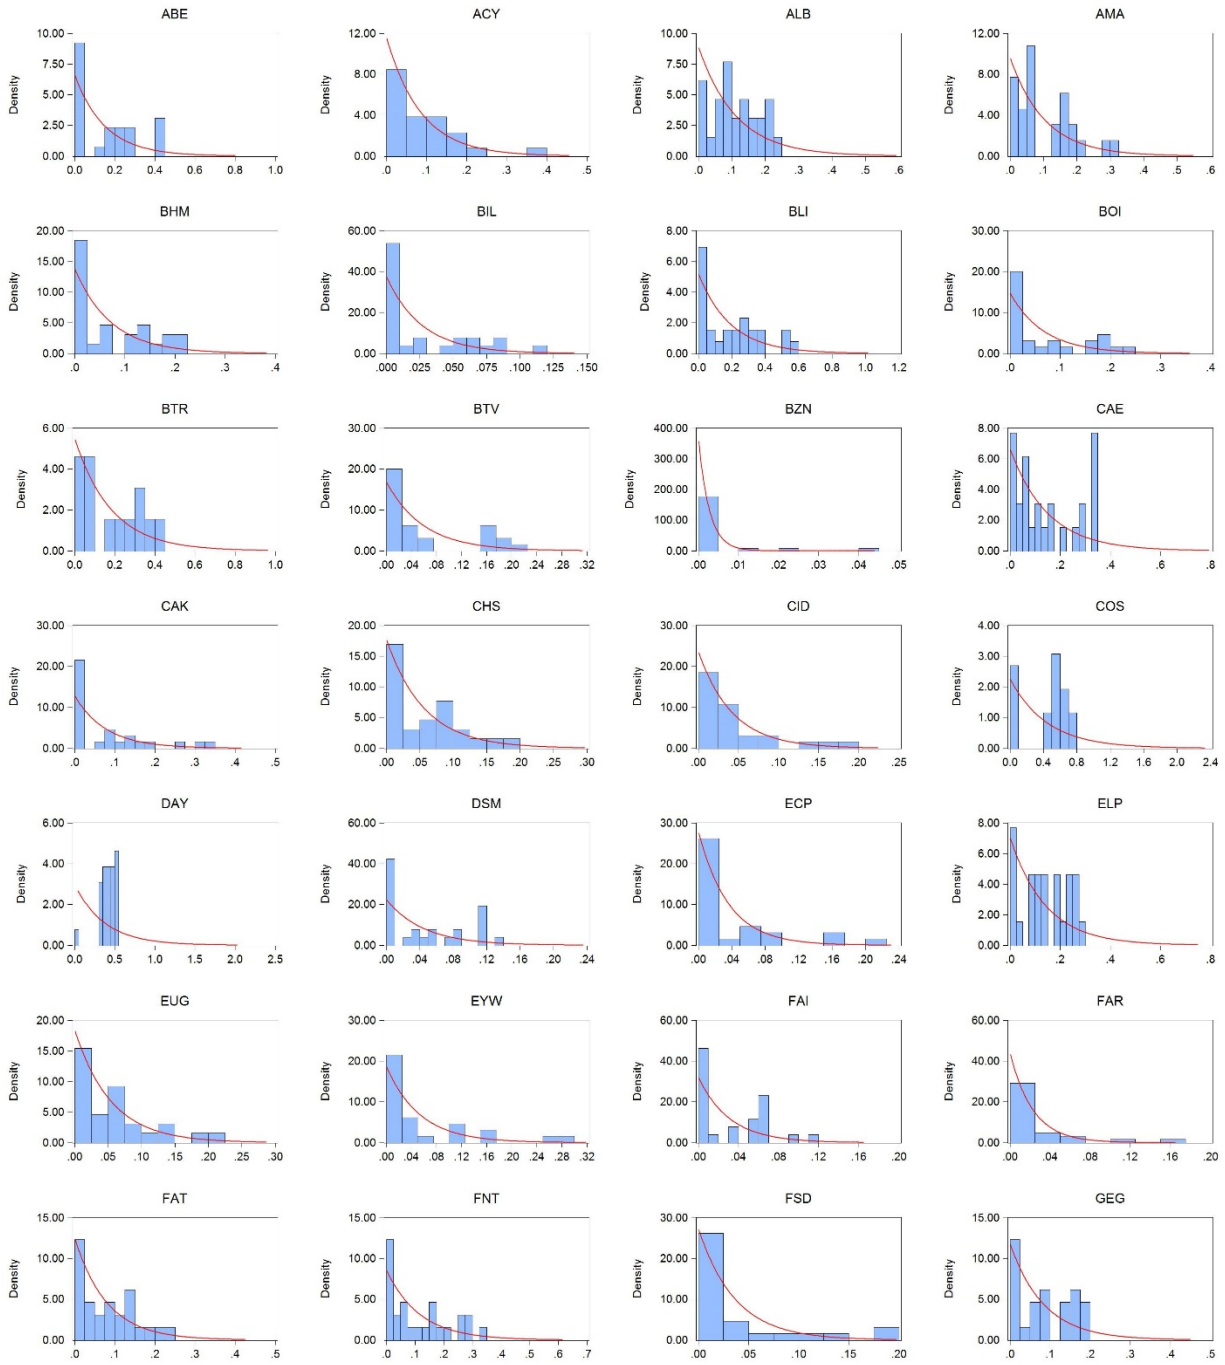 ABE
Density
10.00
7.50
5.00
2.50
0.00
0.0 0.2 0.4 0.6 0.8 1.0
ACY
Density
12.00
8.00
4.00
0.00
.0 .1 .2 .3 .4 .5
ALB
Density
10.00
7.50
5.00
2.50
0.00
0.0 .1 .2 .3 .4 .5 .6
AMA
Density
12.00
8.00
4.00
0.00
.0 .1 .2 .3 .4 .5 .6
BHM
Density
20.00
15.00
10.00
5.00
0.00
.0 .1 .2 .3 .4
BIL
Density
60.00
40.00
20.00
0.00
.000 .025 .050 .075 .100 .125 .150
BLI
Density
8.00
6.00
4.00
2.00
0.00
0.0 0.2 0.4 0.6 0.8 1.0 1.2
BOI
Density
30.00
20.00
10.00
0.00
.0 .1 .2 .3 .4
BTR
Density
6.00
4.00
2.00
0.00
0.0 0.2 0.4 0.6 0.8 1.0
BTV
Density
30.00
20.00
10.00
0.00
.00 .04 .08 .12 .16 .20 .24 .28 .32
BZN
Density
400.00
300.00
200.00
100.00
0.00
.00 .01 .02 .03 .04 .05
CAE
Density
8.00
6.00
4.00
2.00
0.00
.0 .2 .4 .6 .8
CAK
Density
30.00
20.00
10.00
0.00
.0 .1 .2 .3 .4 .5
CHS
Density
20.00
15.00
10.00
5.00
0.00
.00 .05 .10 .15 .20 .25 .30
CID
Density
30.00
20.00
10.00
0.00
.00 .05 .10 .15 .20 .25
COS
Density
4.00
3.00
2.00
1.00
0.00
0.0 0.4 0.8 1.2 1.6 2.0 2.4
DAY
Density
6.00
4.00
2.00
0.00
0.0 0.5 1.0 1.5 2.0 2.5
DSM
Density
60.00
40.00
20.00
0.00
.00 .04 .08 .12 .16 .20 .24
ECP
Density
30.00
20.00
10.00
0.00
.00 .04 .08 .12 .16 .20 .24
ELP
Density
8.00
6.00
4.00
2.00
0.00
.0 .2 .4 .6 .8
EUG
Density
20.00
15.00
10.00
5.00
0.00
.00 .05 .10 .15 .20 .25 .30
EYW
Density
30.00
20.00
10.00
0.00
.00 .04 .08 .12 .16 .20 .24 .28 .32
FAI
Density
60.00
40.00
20.00
0.00
.00 .04 .08 .12 .16 .20
FAR
Density
60.00
40.00
20.00
0.00
.00 .04 .08 .12 .16 .20
FAT
Density
15.00
10.00
5.00
0.00
.0 .1 .2 .3 .4 .5
FNT
Density
15.00
10.00
5.00
0.00
.0 .1 .2 .3 .4 .5 .6 .7
FSD
Density
30.00
20.00
10.00
0.00
.00 .05 .10 .15 .20
GEG
Density
15.00
10.00
5.00
0.00
.0 .1 .2 .3 .4 .5